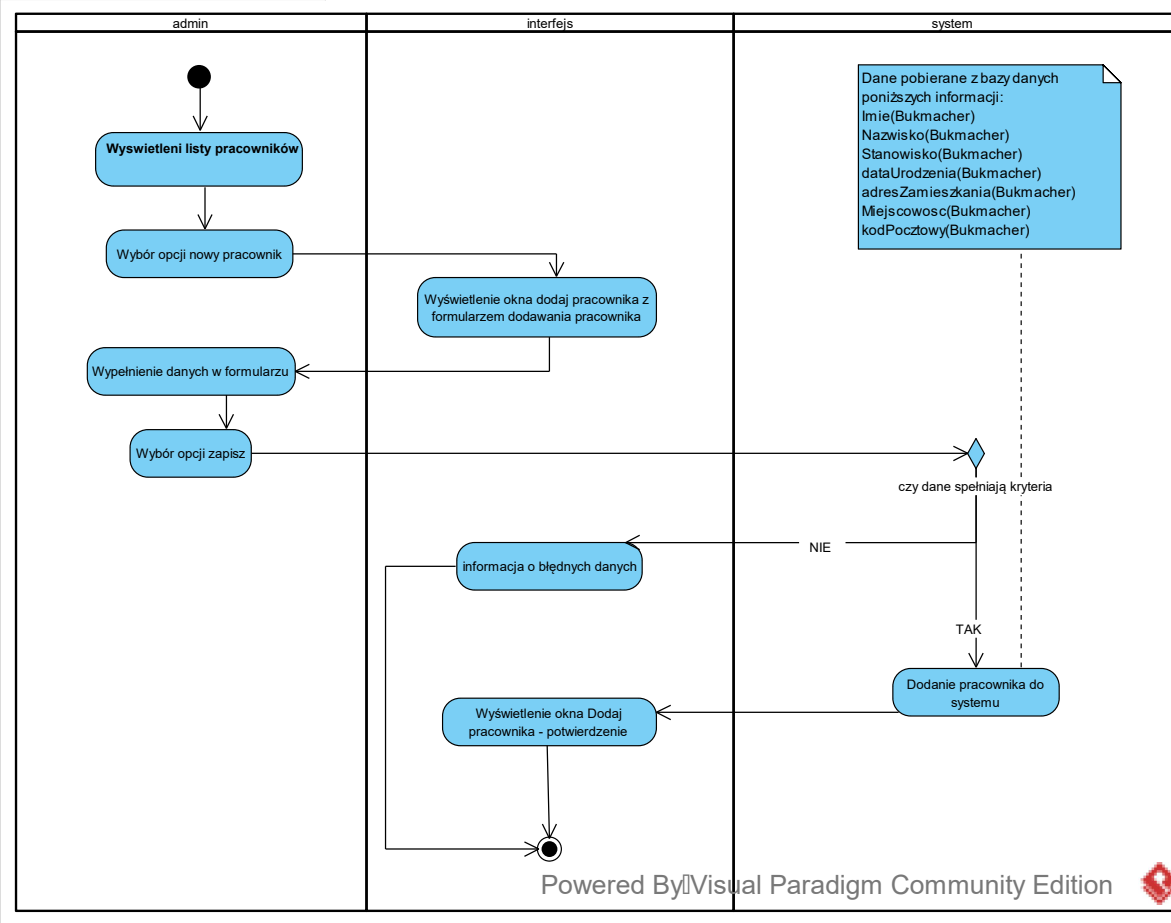 admin
interfejs
system
Dane pobierane z bazy danych
poniższych informacji:
Imie(Bukmacher)
Nazwisko(Bukmacher)
Stanowisko(Bukmacher)
dataUrodzenia(Bukmacher)
adresZamieszkania(Bukmacher)
Miejscowosc(Bukmacher)
kodPocztowy(Bukmacher)
Wyswietleni listy pracowników
Wybór opcji nowy pracownik
Wyświetlenie okna dodaj pracownika z
formularzem dodawania pracownika
Wypełnienie danych w formularzu
Wybór opcji zapisz
czy dane spełniają kryteria
NIE
informacja o błędnych danych
TAK
Dodanie pracownika do
systemu
Wyświetlenie okna Dodaj
pracownika - potwierdzenie
Powered By Visual Paradigm Community Edition